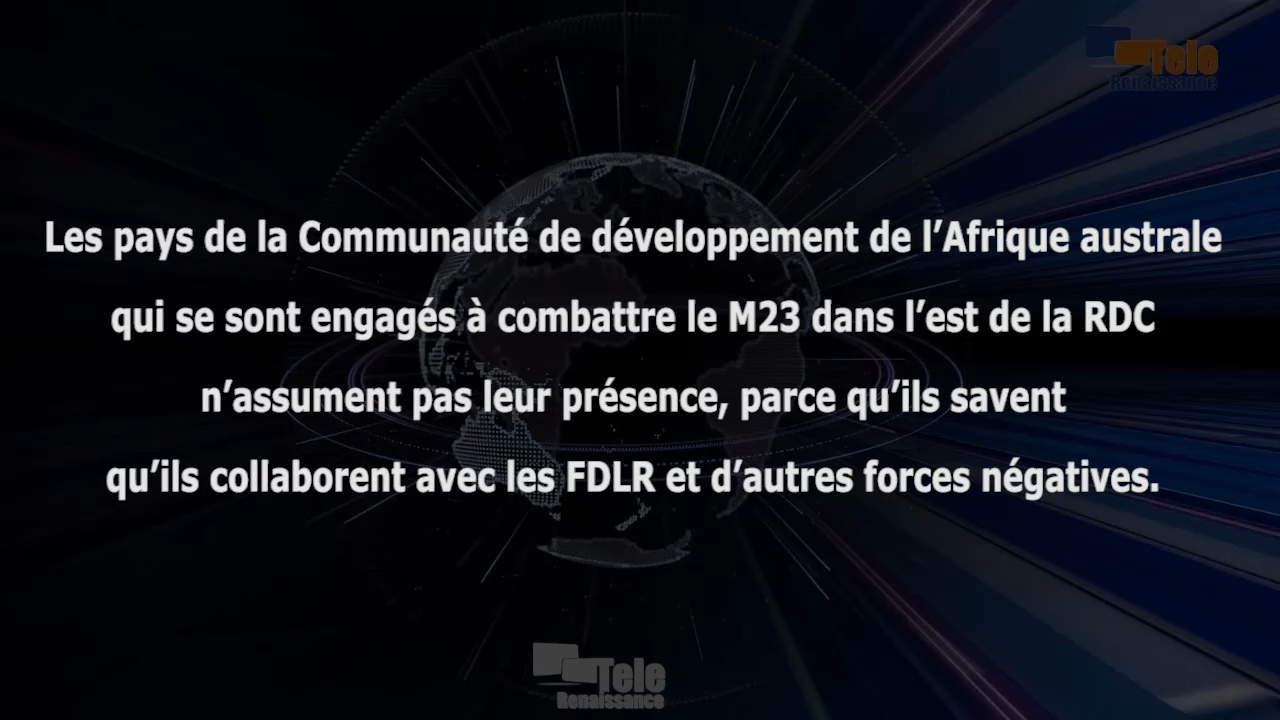 Tele
Renaissance
Les pays de la Communauté de développement de l’Afrique australe
qui se sont engagés à combattre le M23 dans l’est de la RDC
n’assument pas leur présence, parce qu’ils savent
qu’ils collaborent avec les FDLR et d’autres forces négatives.
Tele
Renaissance